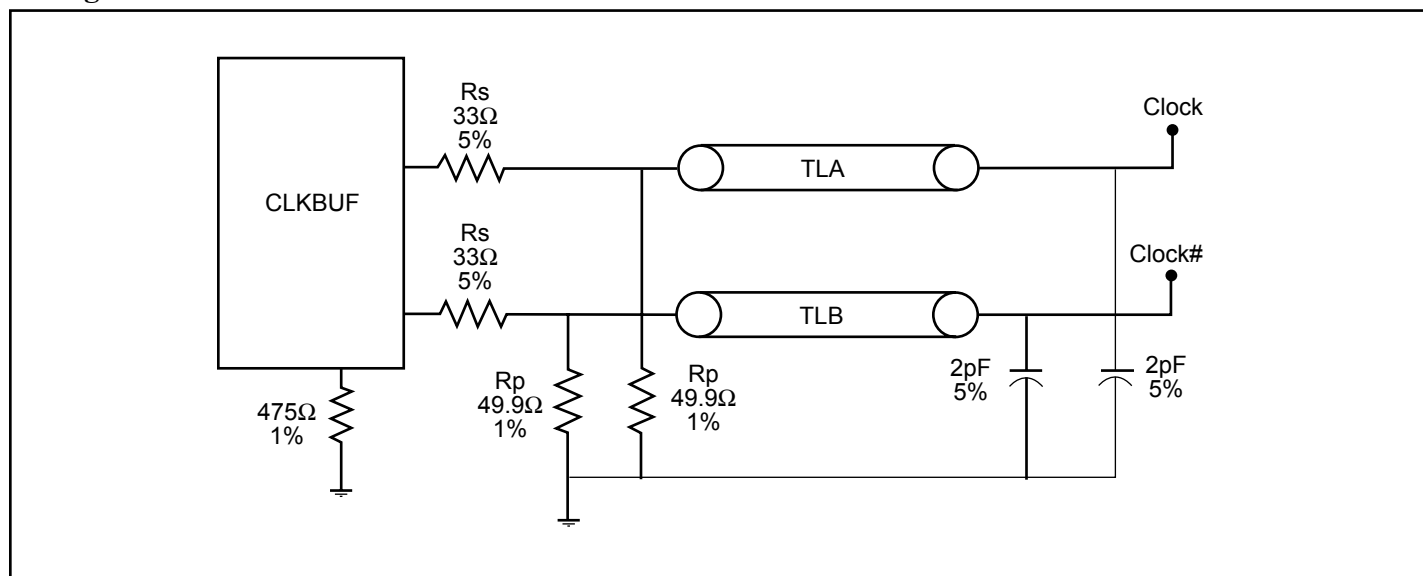 Rs
33Ω
5%
Clock
TLA
CLKBUF
Rs
33Ω
5%
Clock#
TLB
475Ω
1%
Rp
49.9Ω
1%
Rp
49.9Ω
1%
2pF
5%
2pF
5%